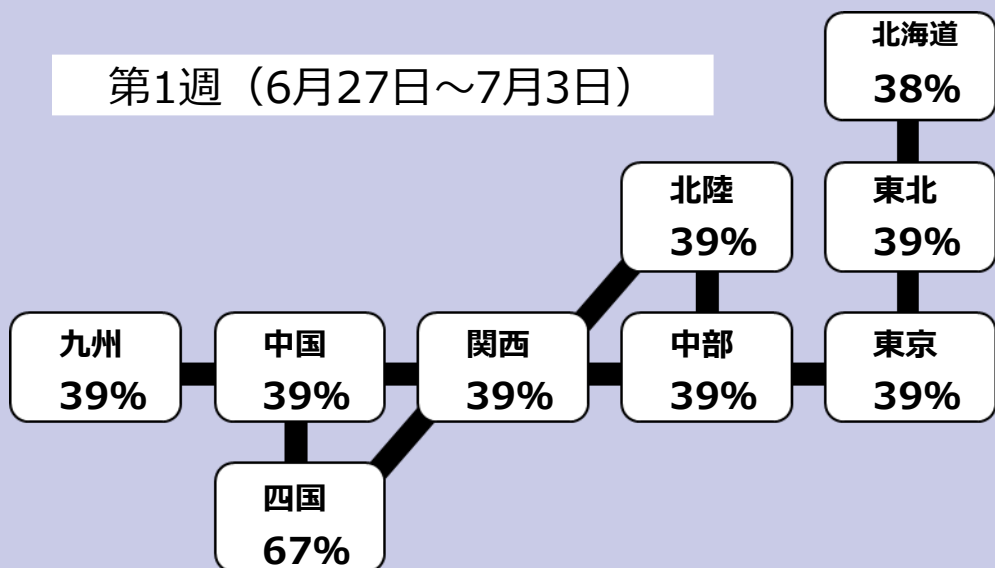 第1週（6月27日～7月3日）
北海道
38%
北陸
39%
東北
39%
九州
39%
中国
39%
関西
39%
中部
39%
東京
39%
四国
67%